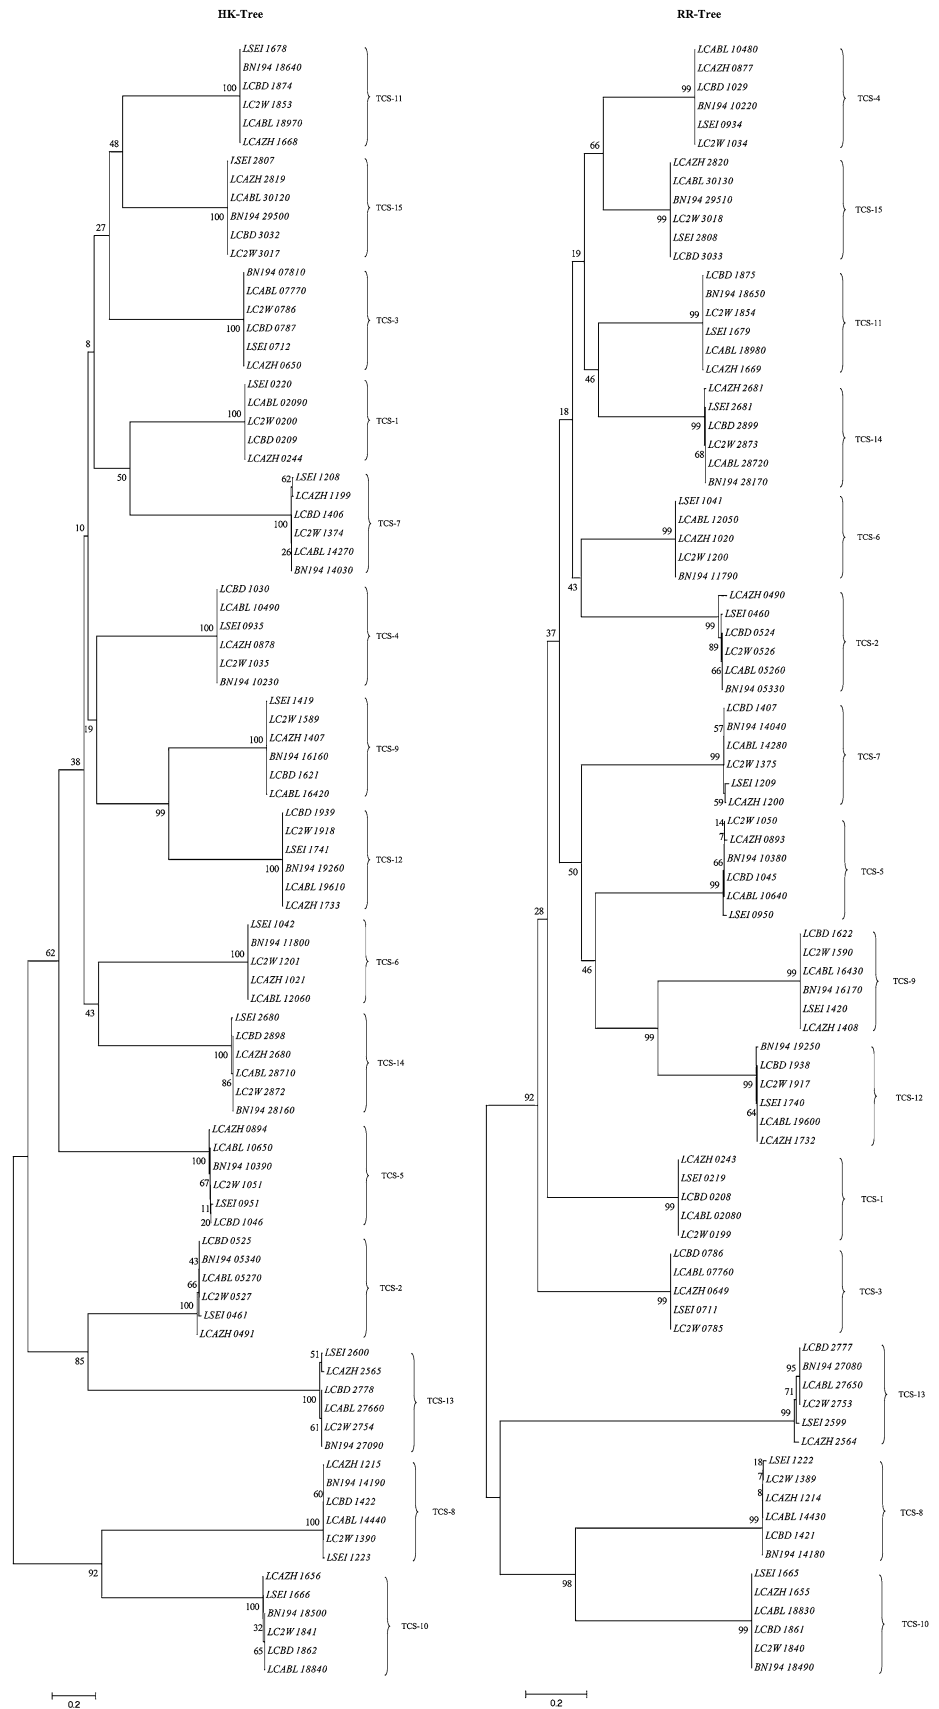 HK-Tree
LSEI 1678
BN194 18640
LCBD 1874
100
LC2W 1853
TCS-11
LCABL 18970
LCAZH 1668
48
LSEI 2807
LCAZH 2819
LCABL 30120
100
BN194 29500
TCS-15
LCBD 3032
LC2W 3017
27
BN194 07810
LCABL 07770
LC2W 0786
100
LCBD 0787
TCS-3
LSEI 0712
LCAZH 0650
8
LSEI 0220
LCABL 02090
100
LC2W 0200
TCS-1
LCBD 0209
LCAZH 0244
50
62
LSEI 1208
LCAZH 1199
LCBD 1406
100
LC2W 1374
TCS-7
26
LCABL 14270
BN194 14030
10
LCBD 1030
LCABL 10490
LSEI 0935
100
LCAZH 0878
TCS-4
LC2W 1035
BN194 10230
19
LSEI 1419
LC2W 1589
LCAZH 1407
100
BN194 16160
TCS-9
LCBD 1621
LCABL 16420
38
99
LCBD 1939
LC2W 1918
LSEI 1741
100
BN194 19260
TCS-12
LCABL 19610
LCAZH 1733
LSEI 1042
BN194 11800
100
LC2W 1201
TCS-6
LCAZH 1021
LCABL 12060
62
43
LSEI 2680
LCBD 2898
100
LCAZH 2680
TCS-14
LCABL 28710
86
LC2W 2872
BN194 28160
LCAZH 0894
LCABL 10650
100
BN194 10390
TCS-5
67
LC2W 1051
LSEI 0951
11
20
LCBD 1046
LCBD 0525
43
BN194 05340
LCABL 05270
66
TCS-2
LC2W 0527
100
LSEI 0461
LCAZH 0491
85
51
LSEI 2600
LCAZH 2565
LCBD 2778
100
TCS-13
LCABL 27660
61
LC2W 2754
BN194 27090
LCAZH 1215
BN194 14190
60
LCBD 1422
TCS-8
100
LCABL 14440
LC2W 1390
LSEI 1223
92
LCAZH 1656
LSEI 1666
100
BN194 18500
TCS-10
32
LC2W 1841
65
LCBD 1862
LCABL 18840
0.2
RR-Tree
LCABL 10480
LCAZH 0877
99
LCBD 1029
TCS-4
BN194 10220
LSEI 0934
LC2W 1034
66
LCAZH 2820
LCABL 30130
BN194 29510
TCS-15
99
LC2W 3018
LSEI 2808
LCBD 3033
19
LCBD 1875
BN194 18650
99
LC2W 1854
TCS-11
LSEI 1679
LCABL 18980
LCAZH 1669
46
LCAZH 2681
LSEI 2681
99
LCBD 2899
TCS-14
LC2W 2873
68
LCABL 28720
BN194 28170
18
LSEI 1041
LCABL 12050
99
LCAZH 1020
TCS-6
LC2W 1200
BN194 11790
43
LCAZH 0490
LSEI 0460
99
LCBD 0524
TCS-2
89
LC2W 0526
66
LCABL 05260
BN194 05330
37
LCBD 1407
57
BN194 14040
LCABL 14280
99
TCS-7
LC2W 1375
LSEI 1209
59
LCAZH 1200
50
14
LC2W 1050
7
LCAZH 0893
66
BN194 10380
TCS-5
99
LCBD 1045
LCABL 10640
LSEI 0950
46
LCBD 1622
LC2W 1590
99
LCABL 16430
TCS-9
BN194 16170
LSEI 1420
LCAZH 1408
99
BN194 19250
LCBD 1938
99
LC2W 1917
TCS-12
64
LSEI 1740
LCABL 19600
LCAZH 1732
28
LCAZH 0243
LSEI 0219
LCBD 0208
TCS-1
99
LCABL 02080
LC2W 0199
92
LCBD 0786
LCABL 07760
LCAZH 0649
TCS-3
99
LSEI 0711
LC2W 0785
LCBD 2777
95
BN194 27080
LCABL 27650
TCS-13
71
LC2W 2753
99
LSEI 2599
LCAZH 2564
18
LSEI 1222
7
LC2W 1389
8
LCAZH 1214
TCS-8
99
LCABL 14430
LCBD 1421
BN194 14180
98
LSEI 1665
LCAZH 1655
LCABL 18830
TCS-10
99
LCBD 1861
LC2W 1840
BN194 18490
0.2